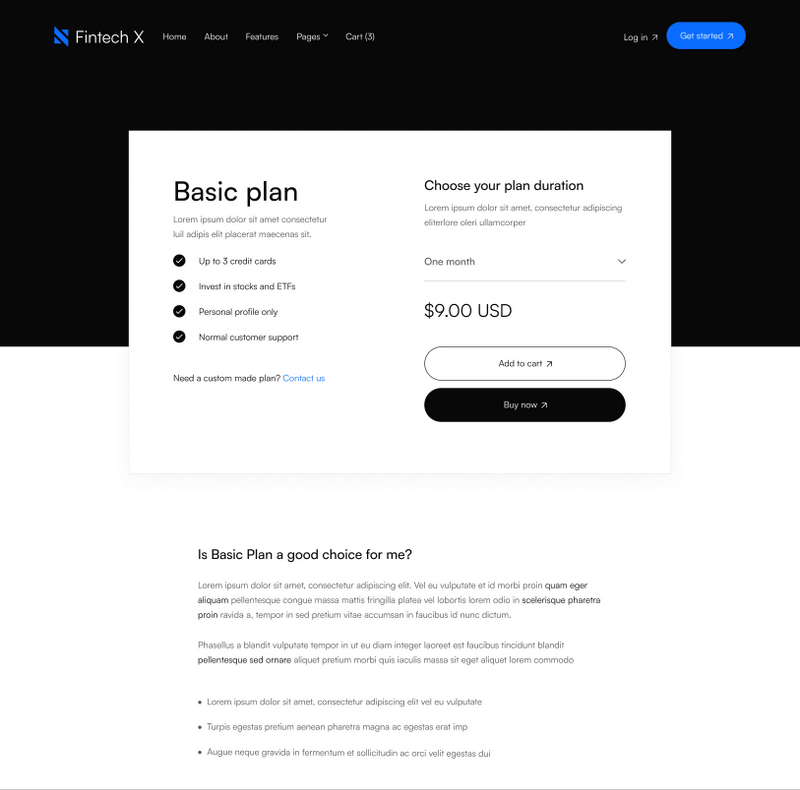 Fintech X
Home About Features Pages Cart (3)
Log in Get started
Basic plan
Lorem ipsum dolor sit amet consectetur
luil adipis elit placerat maecenas sit.
Up to 3 credit cards
Invest in stocks and ETFs
Personal profile only
Normal customer support
Need a custom made plan? Contact us
Choose your plan duration
Lorem ipsum dolor sit amet, consectetur adipiscing
eliterlore oleri ullamcorper
One month
$9.00 USD
Add to cart
Buy now
Is Basic Plan a good choice for me?
Lorem ipsum dolor sit amet, consectetur adipiscing elit. Vel eu vulputate et id morbi proin quam eger
aliquam pellentesque congue massa mattis fringilla platea vel lobortis lorem odio in scelerisque pharetra
proin ravida a, tempor in sed pretium vitae accumsan in faucibus id nunc dictum.
Phasellus a blandit vulputate tempor in ut eu diam integer laoreet est faucibus tincidunt blandit
pellentesque sed ornare aliquet pretium morbi quis iaculis massa sit eget aliquet lorem commodo
Lorem ipsum dolor sit amet, consectetur adipiscing elit vel eu vulputate
Turpis egestas pretium aenean pharetra magna ac egestas erat imp
Augue neque gravida in fermentum et sollicitudin ac orci velit egestas dui